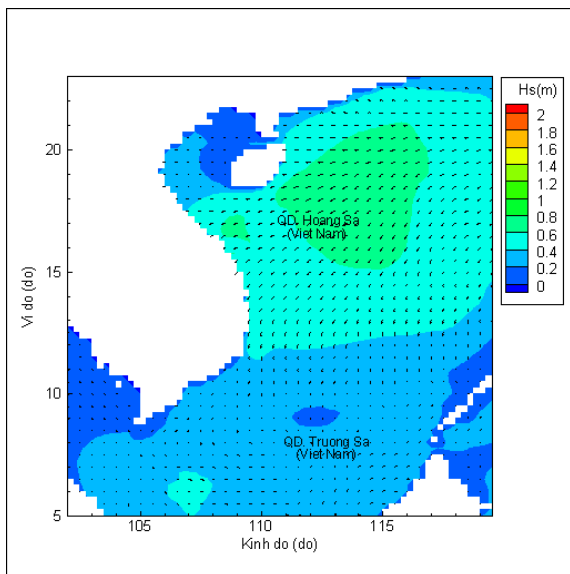 Hs(m)
2
1.8
1.6
1.4
1.2
1
0.8
0.6
0.4
0.2
0
20
15
10
5
Vi do (do)
QD. Hoang Sa
(Viet Nam)
QD. Truong Sa
(Viet Nam)
105
110
115
Kinh do (do)